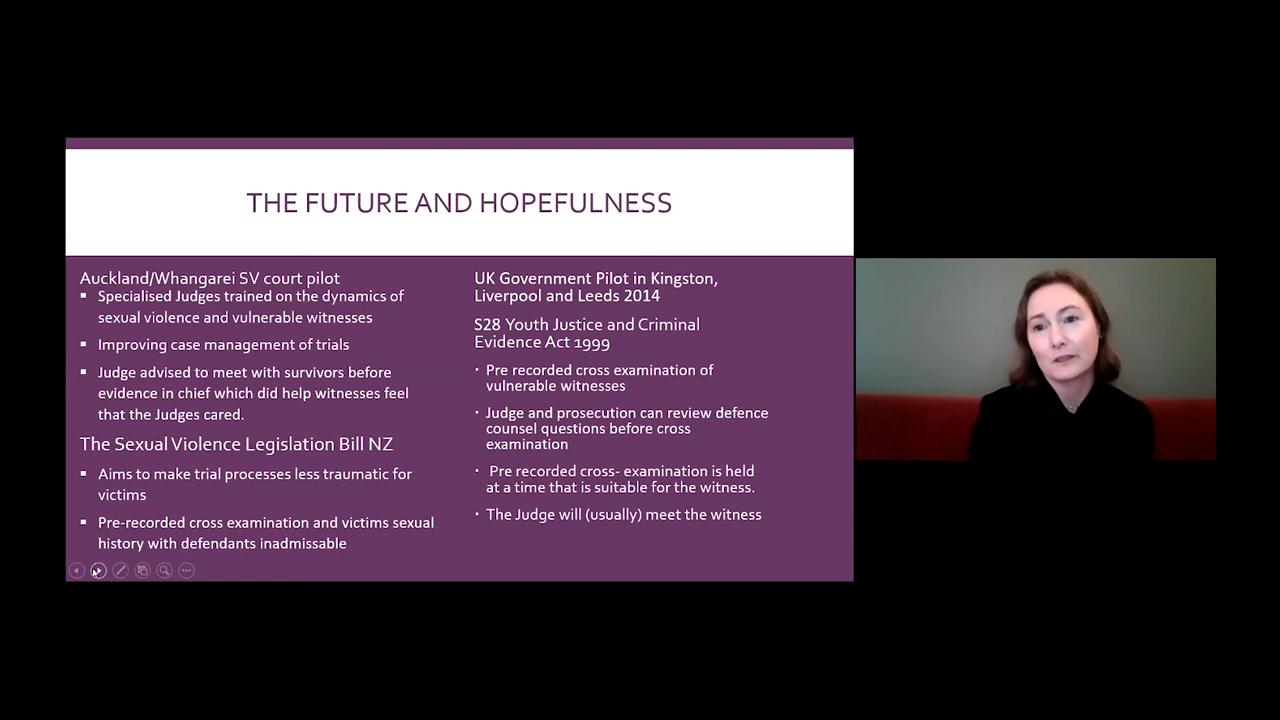 THE FUTURE AND HOPEFULNESS
Auckland/Whangarei SV court pilot
▪ Specialised Judges trained on the dynamics of
sexual violence and vulnerable witnesses
▪ Improving case management of trials
▪ Judge advised to meet with survivors before
evidence in chief which did help witnesses feel
that the Judges cared.
The Sexual Violence Legislation Bill NZ
▪ Aims to make trial processes less traumatic for
victims
▪ Pre-recorded cross examination and victims sexual
history with defendants inadmissable
UK Government Pilot in Kingston,
Liverpool and Leeds 2014
S28 Youth Justice and Criminal
Evidence Act 1999
· Pre recorded cross examination of
vulnerable witnesses
· Judge and prosecution can review defence
counsel questions before cross
examination
· Pre recorded cross- examination is held
at a time that is suitable for the witness.
· The Judge will (usually) meet the witness